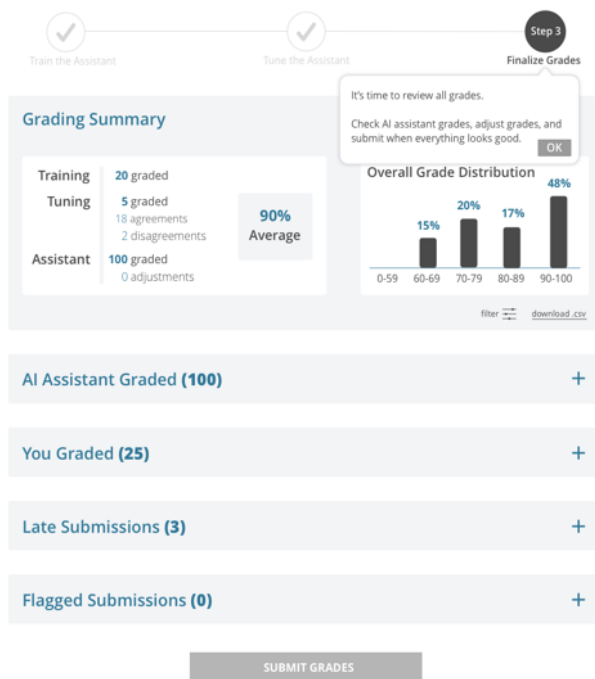 Step 3
Train the Assistant
Tune the Assistant
Finalize Grades
It's time to review all grades.
Check AI assistant grades, adjust grades, and
submit when everything looks good.
OK
Grading Summary
Training 20 graded
Tuning 5 graded
18 agreements
2 disagreements
Assistant 100 graded
0 adjustments
90%
Average
Overall Grade Distribution
15%
20%
17%
48%
0-59 60-69 70-79 80-89 90-100
filter
download .csv
AI Assistant Graded (100) +
You Graded (25) +
Late Submissions (3) +
Flagged Submissions (0) +
SUBMIT GRADES